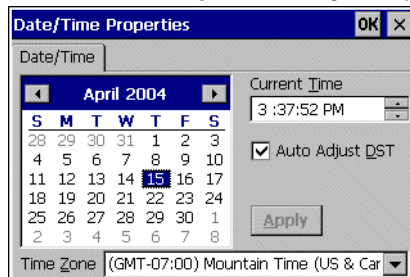 Date/Time Properties OK ×
Date/Time
April 2004
S M T W T F S
28 29 30 31 1 2 3
4 5 6 7 8 9 10
11 12 13 14 15 16 17
18 19 20 21 22 23 24
25 26 27 28 29 30 1
2 3 4 5 6 7 8
Current Time
3 :37:52 PM
Auto Adjust DST
Apply
Time Zone (GMT-07:00) Mountain Time (US & Car